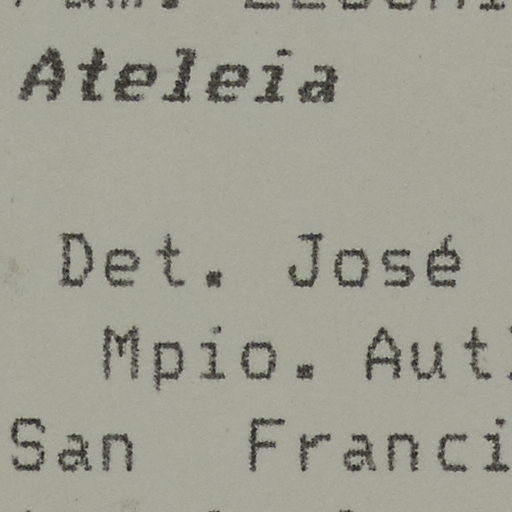 Ateleia
Det. José
Mpio. Aut
San Franci